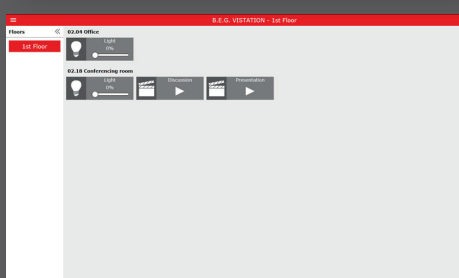 B.E.G. VISTATION - 1st Floor
Floors
1st Floor
02.04 Office
Light
0%
02.18 Conferencing room
Light
0%
Discussion
Presentation